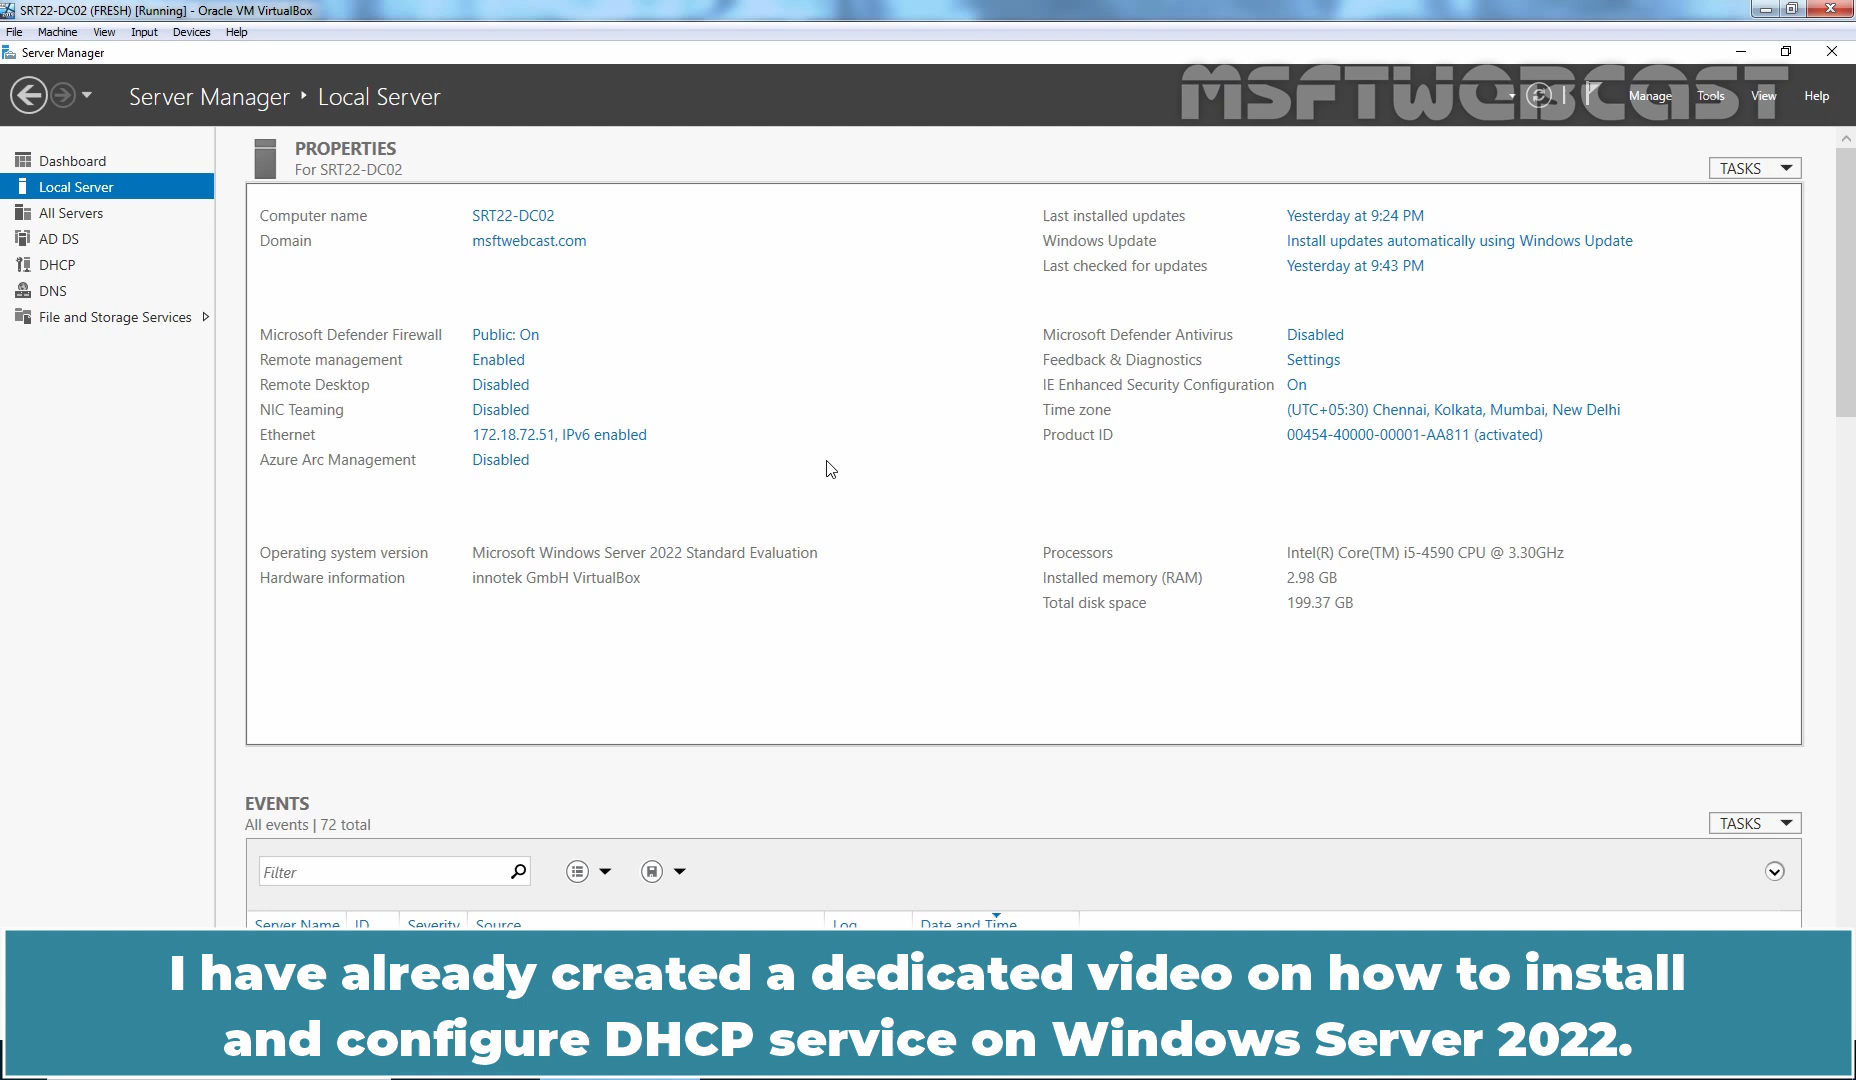 SRT22-DC02 (FRESH) [Running] - Oracle VM VirtualBox
File Machine View Input Devices Help
Server Manager
Server Manager ‣ Local Server
MSFTWEBCAST
Manage Tools View Help
Dashboard
Local Server
All Servers
AD DS
DHCP
DNS
File and Storage Services
PROPERTIES
For SRT22-DC02
TASKS
Computer name SRT22-DC02
Domain msftwebcast.com
Last installed updates Yesterday at 9:24 PM
Windows Update Install updates automatically using Windows Update
Last checked for updates Yesterday at 9:43 PM
Microsoft Defender Firewall Public: On
Remote management Enabled
Remote Desktop Disabled
NIC Teaming Disabled
Ethernet 172.18.72.51, IPv6 enabled
Azure Arc Management Disabled
Microsoft Defender Antivirus Disabled
Feedback & Diagnostics Settings
IE Enhanced Security Configuration On
Time zone (UTC+05:30) Chennai, Kolkata, Mumbai, New Delhi
Product ID 00454-40000-00001-AA811 (activated)
Operating system version Microsoft Windows Server 2022 Standard Evaluation
Hardware information innotek GmbH VirtualBox
Processors Intel(R) Core(TM) i5-4590 CPU @ 3.30GHz
Installed memory (RAM) 2.98 GB
Total disk space 199.37 GB
EVENTS
All events | 72 total
TASKS
Filter
Server Name ID Severity Source Log Date and Time
I have already created a dedicated video on how to install
and configure DHCP service on Windows Server 2022.